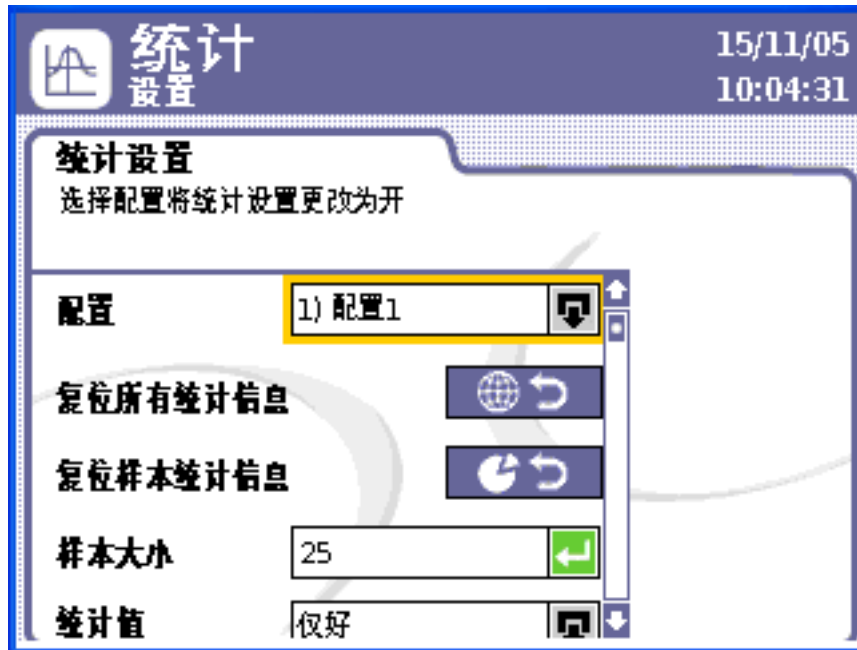 统计
设置
15/11/05
10:04:31
统计设置
选择配置将统计设置更改为开
配置
1) 配置1
复位所有统计信息
复位样本统计信息
样本大小
25
统计值
仅好